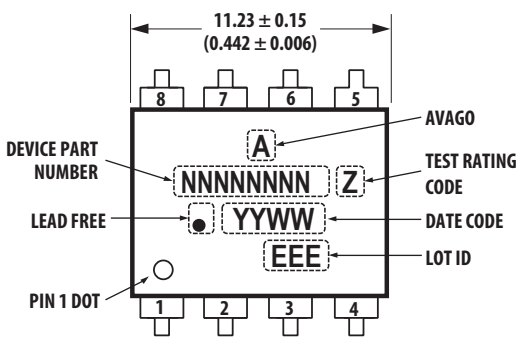 11.23 ± 0.15
(0.442 ± 0.006)
8 7 6 5
A
AVAGO
DEVICE PART
NUMBER
NNNNNNNN
Z
TEST RATING
CODE
LEAD FREE
YYWW
DATE CODE
EEE
LOT ID
PIN 1 DOT
1 2 3 4